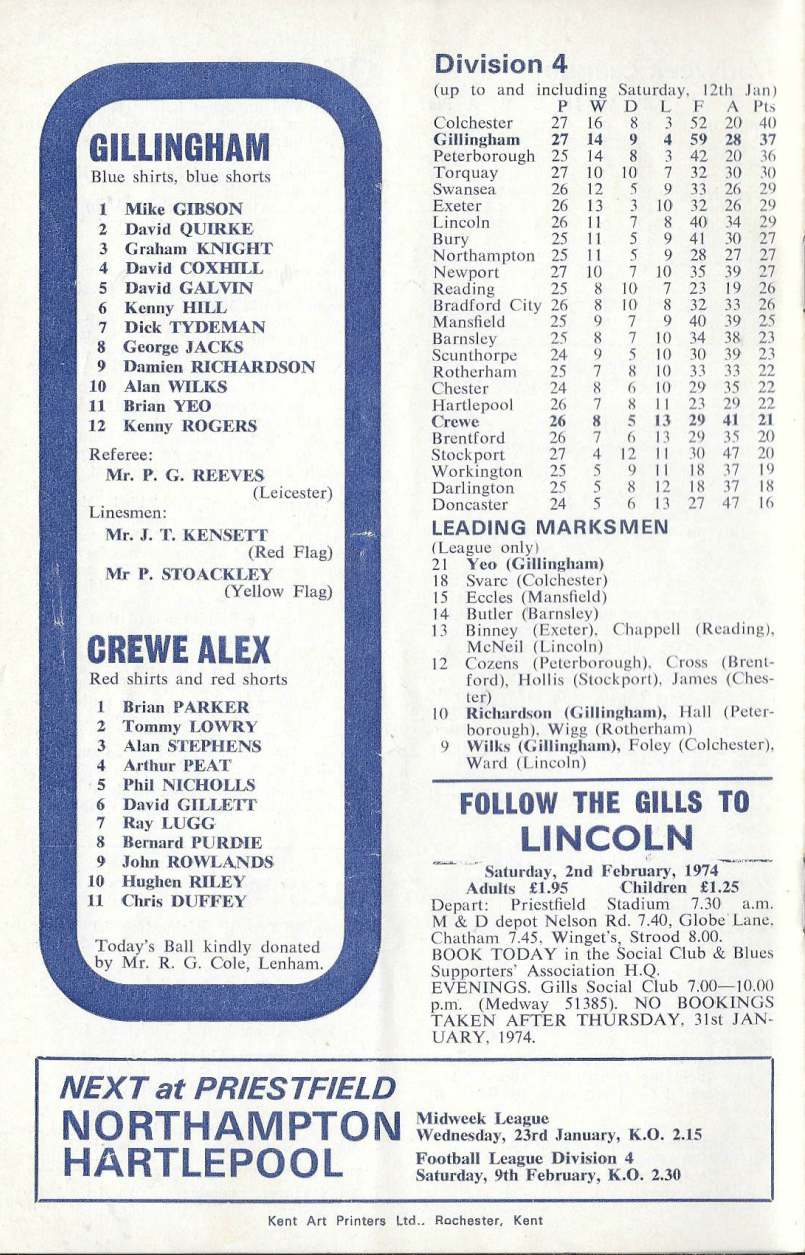 GILLINGHAM
Blue shirts, blue shorts
1 Mike GIBSON
2 David QUIRKE
3 Graham KNIGHT
4 David COXHILL
5 David GALVIN
6 Kenny HILL
7 Dick TYDEMAN
8 George JACKS
9 Damien RICHARDSON
10 Alan WILKS
11 Brian YEO
12 Kenny ROGERS
Referee:
Mr. P. G. REEVES
(Leicester)
Linesmen:
Mr. J. T. KENSETT
(Red Flag)
Mr P. STOACKLEY
(Yellow Flag)
CREWE ALEX
Red shirts and red shorts
1 Brian PARKER
2 Tommy LOWRY
3 Alan STEPHENS
4 Arthur PEAT
5 Phil NICHOLLS
6 David GILLETT
7 Ray LUGG
8 Bernard PURDIE
9 John ROWLANDS
10 Hughen RILEY
11 Chris DUFFEY
Today's Ball kindly donated
by Mr. R. G. Cole, Lenham.
Division 4
(up to and including Saturday, 12th Jan)
P W D L F A Pts
Colchester 27 16 8 3 52 20 40
Gillingham 27 14 9 4 59 28 37
Peterborough 25 14 8 3 42 20 36
Torquay 27 10 10 7 32 30 30
Swansea 26 12 5 9 33 26 29
Exeter 26 13 3 10 32 26 29
Lincoln 26 11 7 8 40 34 29
Bury 25 11 5 9 41 30 27
Northampton 25 11 5 9 28 27 27
Newport 27 10 7 10 35 39 27
Reading 25 8 10 7 23 19 26
Bradford City 26 8 10 8 32 33 26
Mansfield 25 9 7 9 40 39 25
Barnsley 25 8 7 10 34 38 23
Scunthorpe 24 9 5 10 30 39 23
Rotherham 25 7 8 10 33 33 22
Chester 24 8 6 10 29 35 22
Hartlepool 26 7 8 11 23 29 22
Crewe 26 8 5 13 29 41 21
Brentford 26 7 6 13 29 35 20
Stockport 27 4 12 11 30 47 20
Workington 25 5 9 11 18 37 19
Darlington 25 5 8 12 18 37 18
Doncaster 24 5 6 13 27 47 16
LEADING MARKSMEN
(League only)
21 Yeo (Gillingham)
18 Svarc (Colchester)
15 Eccles (Mansfield)
14 Butler (Barnsley)
13 Binney (Exeter), Chappell (Reading),
McNeil (Lincoln)
12 Cozens (Peterborough), Cross (Brent-
ford), Hollis (Stockport), James (Ches-
ter)
10 Richardson (Gillingham), Hall (Peter-
borough), Wigg (Rotherham)
9 Wilks (Gillingham), Foley (Colchester),
Ward (Lincoln)
FOLLOW THE GILLS TO
LINCOLN
Saturday, 2nd February, 1974
Adults £1.95 Children £1.25
Depart: Priestfield Stadium 7.30 a.m.
M & D depot Nelson Rd. 7.40, Globe Lane,
Chatham 7.45, Winget's, Strood 8.00.
BOOK TODAY in the Social Club & Blues
Supporters' Association H.Q.
EVENINGS. Gills Social Club 7.00—10.00
p.m. (Medway 51385). NO BOOKINGS
TAKEN AFTER THURSDAY, 31st JAN-
UARY, 1974.
NEXT at PRIESTFIELD
NORTHAMPTON
Midweek League
Wednesday, 23rd January, K.O. 2.15
HARTLEPOOL
Football League Division 4
Saturday, 9th February, K.O. 2.30
Kent Art Printers Ltd.. Rochester, Kent